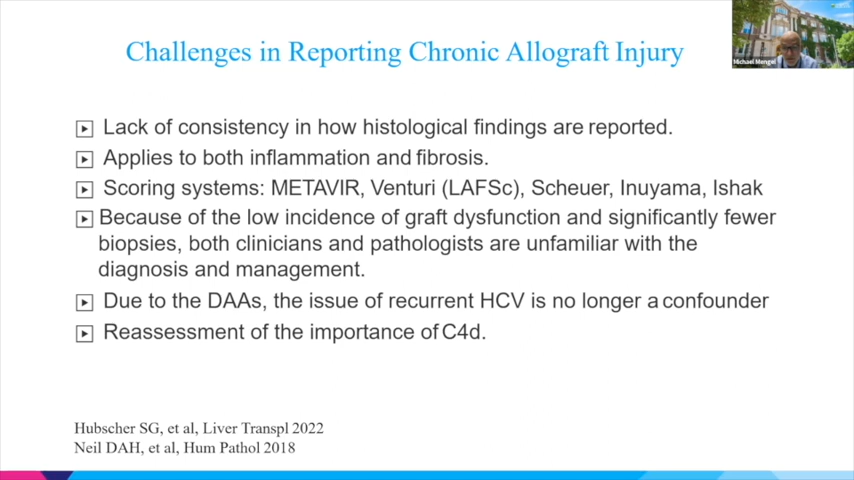 Challenges in Reporting Chronic Allograft Injury
Michael Mengel
Lack of consistency in how histological findings are reported.
Applies to both inflammation and fibrosis.
Scoring systems: METAVIR, Venturi (LAFSc), Scheuer, Inuyama, Ishak
Because of the low incidence of graft dysfunction and significantly fewer
biopsies, both clinicians and pathologists are unfamiliar with the
diagnosis and management.
Due to the DAAs, the issue of recurrent HCV is no longer a confounder
Reassessment of the importance of C4d.
Hubscher SG, et al, Liver Transpl 2022
Neil DAH, et al, Hum Pathol 2018